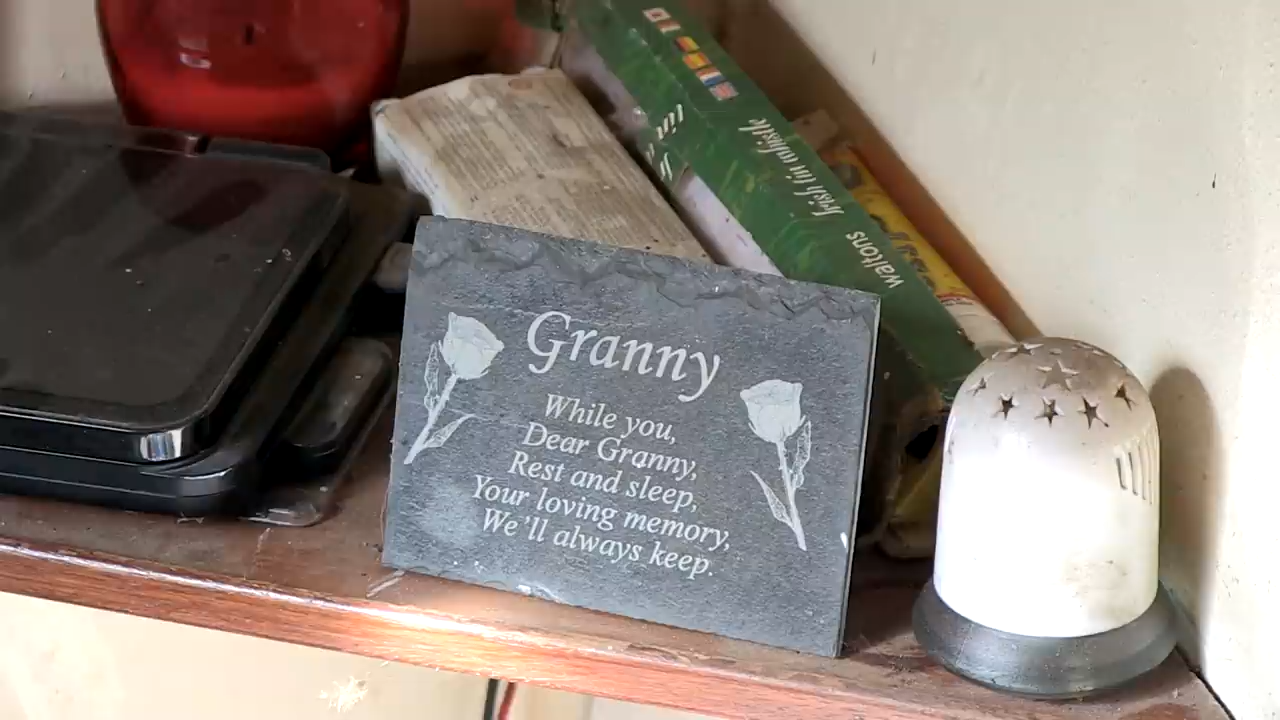 Irish tin whistle
waltons
Granny
While you,
Dear Granny,
Rest and sleep,
Your loving memory,
We'll always keep.